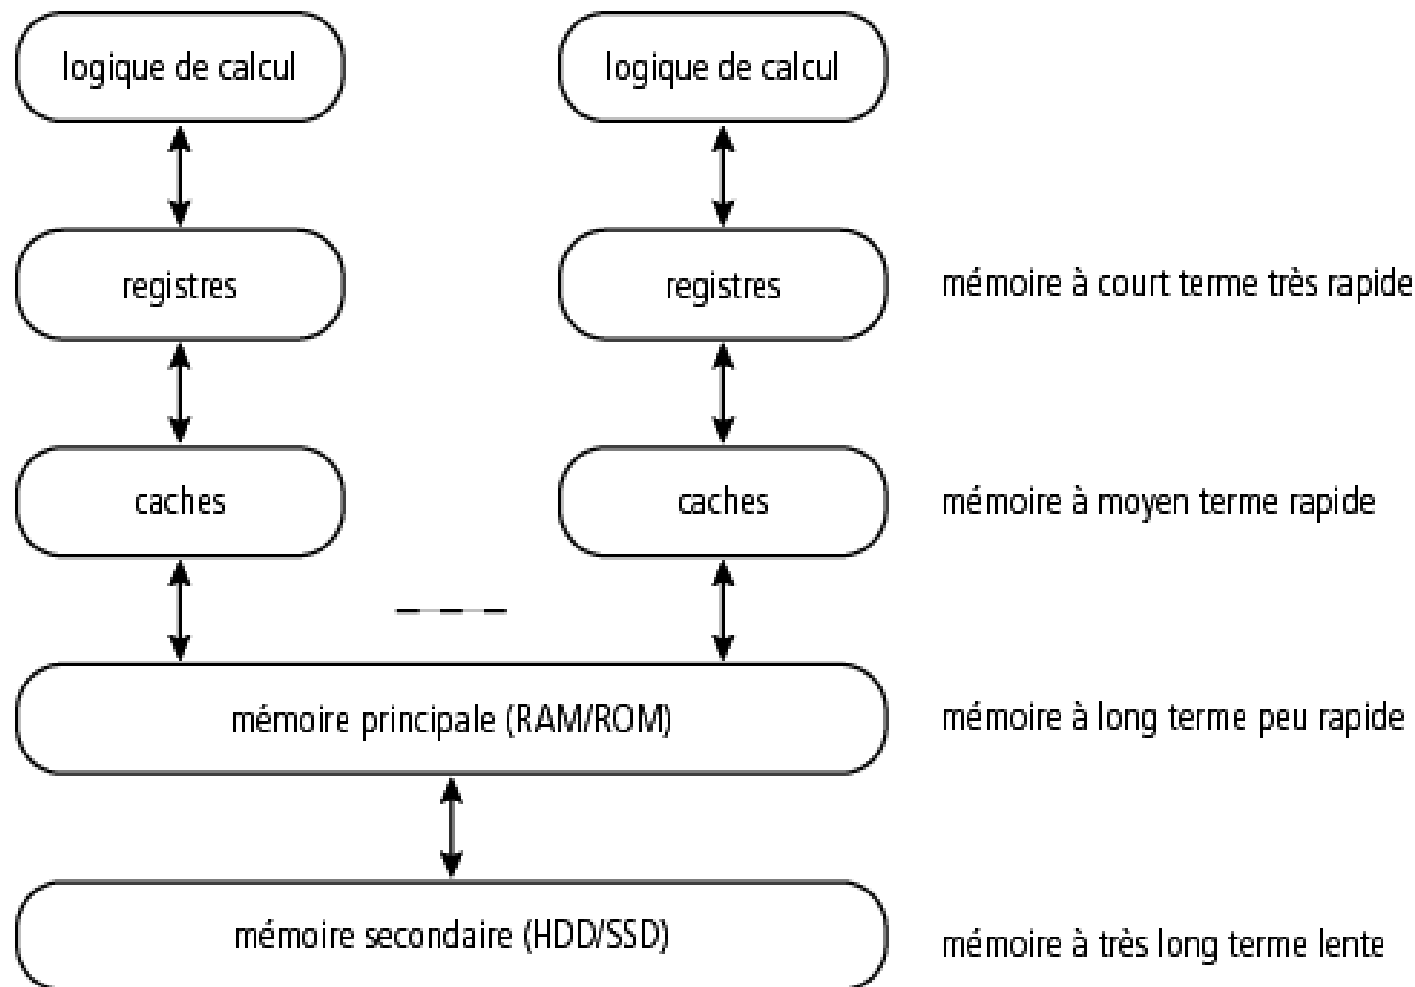 logique de calcul
logique de calcul
registres
registres
mémoire à court terme très rapide
caches
caches
mémoire à moyen terme rapide
mémoire principale (RAM/ROM)
mémoire à long terme peu rapide
mémoire secondaire (HDD/SSD)
mémoire à très long terme lente